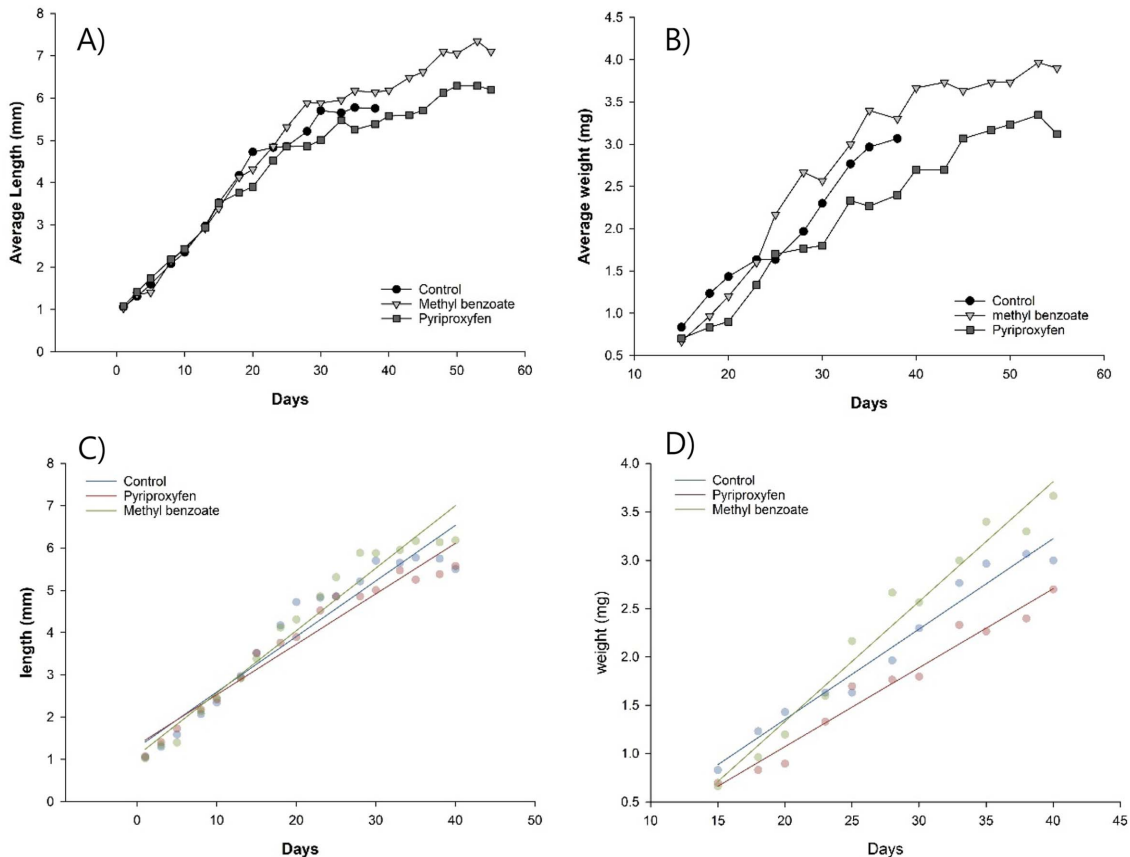 A)
8
7
6
5
4
3
2
1
0
Average Length (mm)
Control
Methyl benzoate
Pyriproxyfen
0
10
20
30
40
50
60
Days
B)
4.5
4.0
3.5
3.0
2.5
2.0
1.5
1.0
0.5
Average weight (mg)
Control
methyl benzoate
Pyriproxyfen
10
20
30
40
50
60
Days
C)
8
7
6
5
4
3
2
1
0
length (mm)
Control
Pyriproxyfen
Methyl benzoate
0
10
20
30
40
50
Days
D)
4.0
3.5
3.0
2.5
2.0
1.5
1.0
0.5
weight (mg)
Control
Pyriproxyfen
Methyl benzoate
10
15
20
25
30
35
40
45
Days